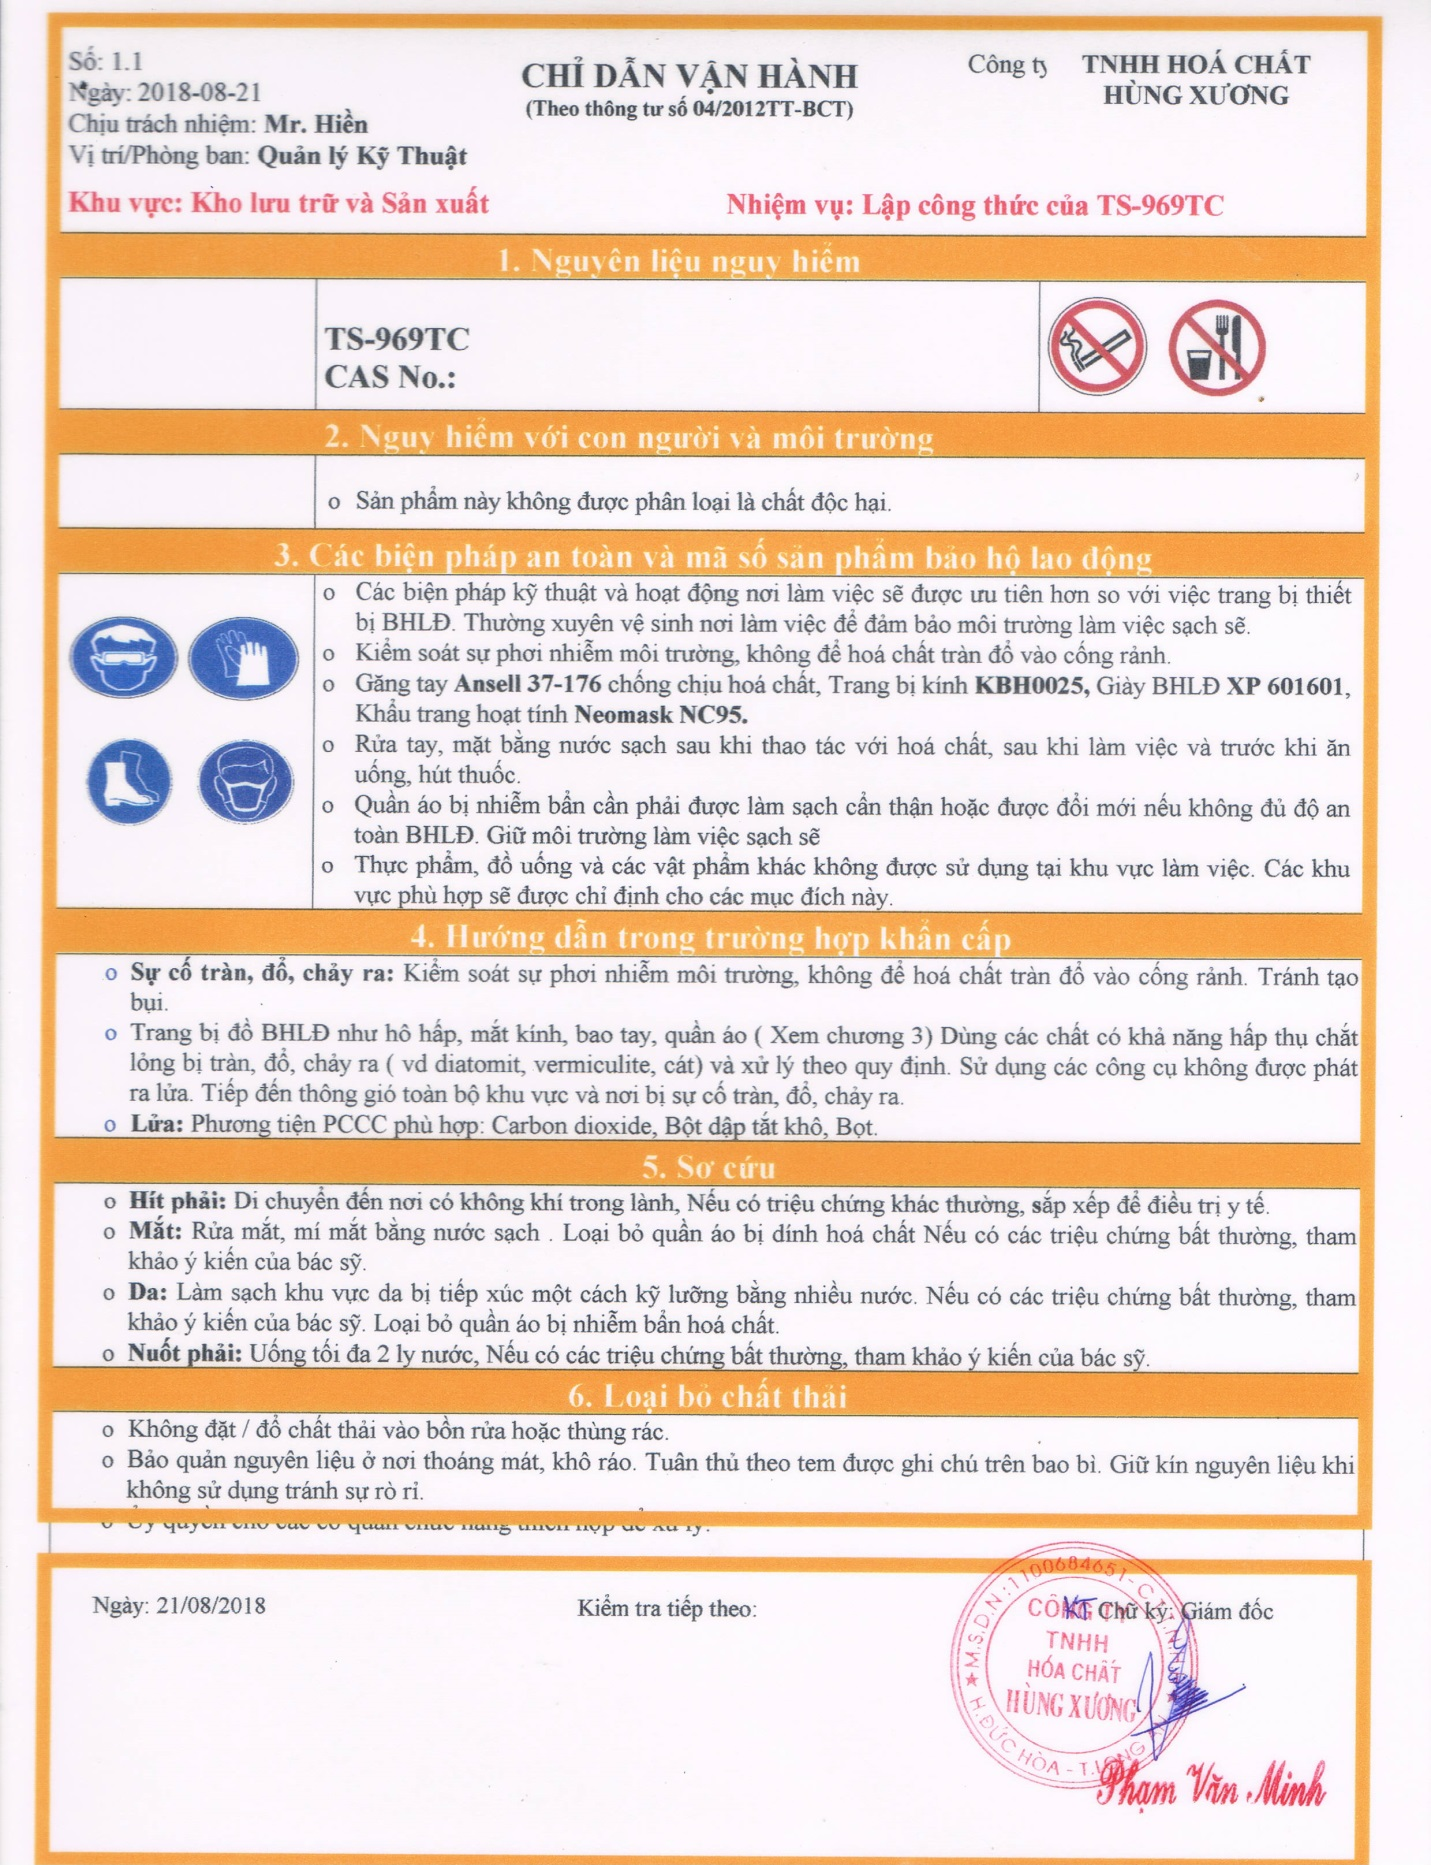 Số: 1.1
Ngày: 2018-08-21
Chịu trách nhiệm: Mr. Hiền
Vị trí/Phòng ban: Quản lý Kỹ Thuật
CHỈ DẪN VẬN HÀNH
(Theo thông tư số 04/2012TT-BCT)
Công ty TNHH HOÁ CHẤT
HÙNG XƯƠNG
Khu vực: Kho lưu trữ và Sản xuất
Nhiệm vụ: Lập công thức của TS-969TC
1. Nguyên liệu nguy hiểm
TS-969TC
CAS No.:
2. Nguy hiểm với con người và môi trường
o Sản phẩm này không được phân loại là chất độc hại.
3. Các biện pháp an toàn và mã số sản phẩm bảo hộ lao động
o Các biện pháp kỹ thuật và hoạt động nơi làm việc sẽ được ưu tiên hơn so với việc trang bị thiết
bị BHLĐ. Thường xuyên vệ sinh nơi làm việc để đảm bảo môi trường làm việc sạch sẽ.
o Kiểm soát sự phơi nhiễm môi trường, không để hoá chất tràn đổ vào cống rảnh.
o Găng tay Ansell 37-176 chống chịu hoá chất, Trang bị kính KBH0025, Giày BHLĐ XP 601601,
Khẩu trang hoạt tính Neomask NC95.
o Rửa tay, mặt bằng nước sạch sau khi thao tác với hoá chất, sau khi làm việc và trước khi ăn
uống, hút thuốc.
o Quần áo bị nhiễm bẩn cần phải được làm sạch cẩn thận hoặc được đổi mới nếu không đủ độ an
toàn BHLĐ. Giữ môi trường làm việc sạch sẽ
o Thực phẩm, đồ uống và các vật phẩm khác không được sử dụng tại khu vực làm việc. Các khu
vực phù hợp sẽ được chỉ định cho các mục đích này.
4. Hướng dẫn trong trường hợp khẩn cấp
o Sự cố tràn, đổ, chảy ra: Kiểm soát sự phơi nhiễm môi trường, không để hoá chất tràn đổ vào cống rảnh. Tránh tạo
bụi.
o Trang bị đồ BHLĐ như hô hấp, mắt kính, bao tay, quần áo ( Xem chương 3) Dùng các chất có khả năng hấp thụ chắt
lỏng bị tràn, đổ, chảy ra ( vd diatomit, vermiculite, cát) và xử lý theo quy định. Sử dụng các công cụ không được phát
ra lửa. Tiếp đến thông gió toàn bộ khu vực và nơi bị sự cố tràn, đổ, chảy ra.
o Lửa: Phương tiện PCCC phù hợp: Carbon dioxide, Bột dập tắt khô, Bọt.
5. Sơ cứu
o Hít phải: Di chuyển đến nơi có không khí trong lành, Nếu có triệu chứng khác thường, sắp xếp để điều trị y tế.
o Mắt: Rửa mắt, mí mắt bằng nước sạch . Loại bỏ quần áo bị dính hoá chất Nếu có các triệu chứng bất thường, tham
khảo ý kiến của bác sỹ.
o Da: Làm sạch khu vực da bị tiếp xúc một cách kỹ lưỡng bằng nhiều nước. Nếu có các triệu chứng bất thường, tham
khảo ý kiến của bác sỹ. Loại bỏ quần áo bị nhiễm bẩn hoá chất.
o Nuốt phải: Uống tối đa 2 ly nước, Nếu có các triệu chứng bất thường, tham khảo ý kiến của bác sỹ.
6. Loại bỏ chất thải
o Không đặt / đổ chất thải vào bồn rửa hoặc thùng rác.
o Bảo quản nguyên liệu ở nơi thoáng mát, khô ráo. Tuân thủ theo tem được ghi chú trên bao bì. Giữ kín nguyên liệu khi
không sử dụng tránh sự rò rỉ.
o Ủy quyền cho các cơ quan chức năng thích hợp để xử lý.
Ngày: 21/08/2018
Kiểm tra tiếp theo:
KT Chữ ký: Giám đốc
M.S.D.N:1100684651-C.T.T.N.H.H
CÔNG TY
TNHH
HÓA CHẤT
HÙNG XƯƠNG
H.ĐỨC HÒA - T.LONG AN
Phạm Văn Minh